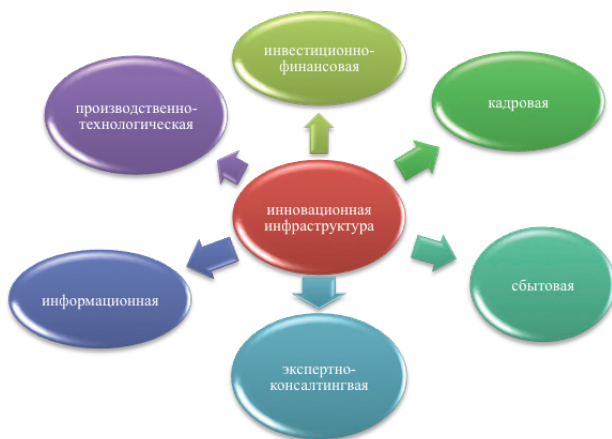 инвестиционно-
финансовая
кадровая
производственно-
технологическая
инновационная
инфраструктура
информационная
сбытовая
экспертно-
консалтингвая